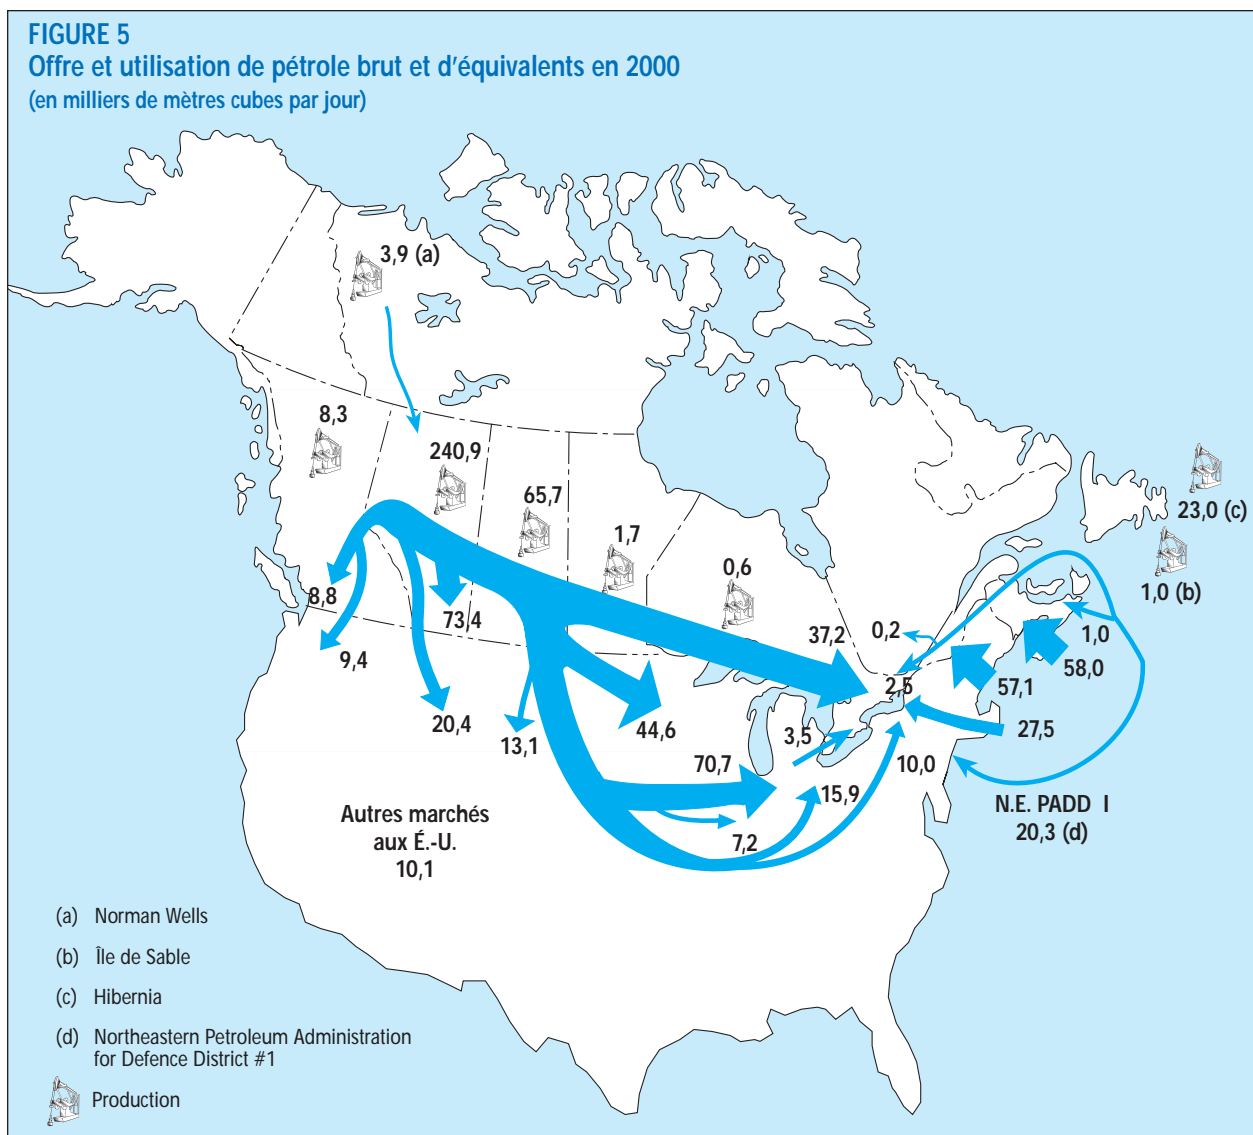 FIGURE 5
Offre et utilisation de pétrole brut et d'équivalents en 2000
(en milliers de mètres cubes par jour)
3,9 (a)
8,3
240,9
65,7
1,7
0,6
23,0 (c)
1,0 (b)
8,8
73,4
9,4
20,4
13,1
44,6
37,2
0,2
2,5
1,0
58,0
57,1
27,5
3,5
70,7
10,0
15,9
7,2
N.E. PADD I
20,3 (d)
Autres marchés
aux É.-U.
10,1
(a) Norman Wells
(b) Île de Sable
(c) Hibernia
(d) Northeastern Petroleum Administration
for Defence District #1
Production